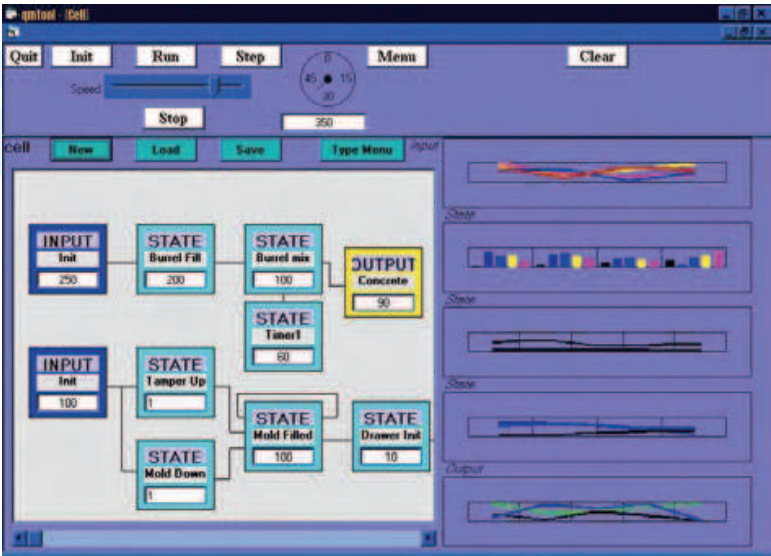 qmtool - [Cell]
Quit Init Run Step Menu Clear
0
45 15
30
Speed
Stop
350
cell New Load Save Type Menu Input
INPUT
Init
250
STATE
Burrel Fill
200
STATE
Burrel mix
100
OUTPUT
Concrete
90
STATE
Timer1
60
INPUT
Init
100
STATE
Tamper Up
1
STATE
Mold Down
1
STATE
Mold Filled
100
STATE
Drawer Init
10
State
State
State
Output